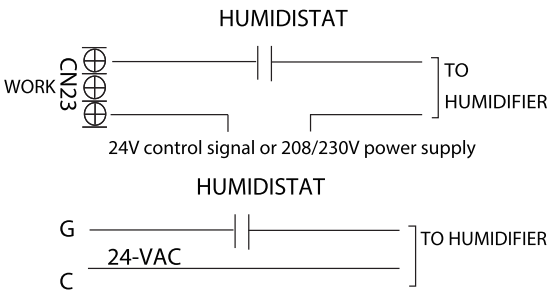 HUMIDISTAT
WORK
CN23
TO
HUMIDIFIER
24V control signal or 208/230V power supply
HUMIDISTAT
G
24-VAC
TO HUMIDIFIER
C